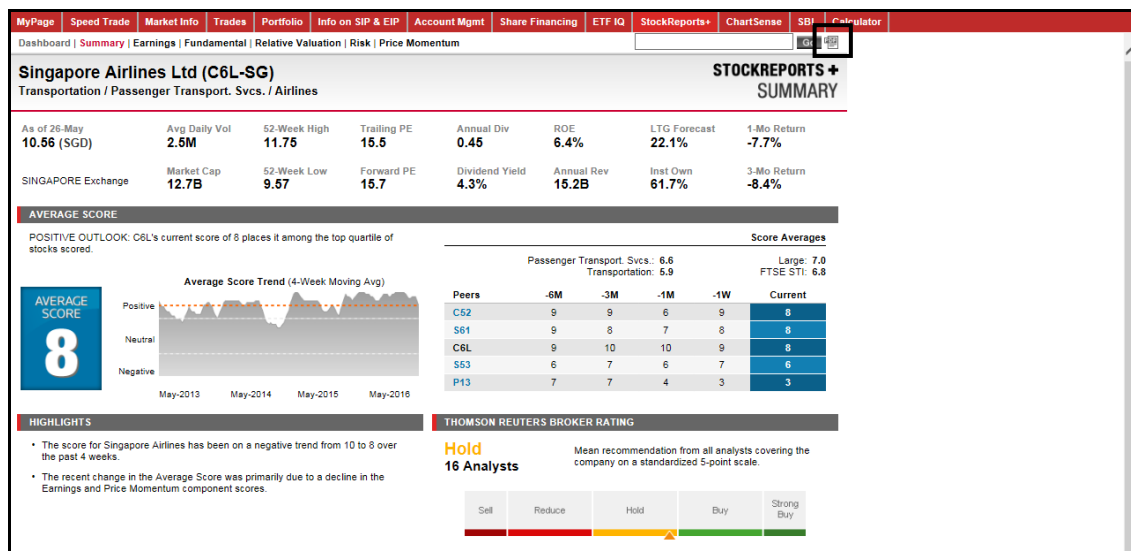 MyPage Speed Trade Market Info Trades Portfolio Info on SIP & EIP Account Mgmt Share Financing ETF IQ StockReports+ ChartSense SBL Calculator
Dashboard | Summary | Earnings | Fundamental | Relative Valuation | Risk | Price Momentum Go
Singapore Airlines Ltd (C6L-SG)
Transportation / Passenger Transport. Svcs. / Airlines
STOCKREPORTS +
SUMMARY
As of 26-May Avg Daily Vol 52-Week High Trailing PE Annual Div ROE LTG Forecast 1-Mo Return
10.56 (SGD) 2.5M 11.75 15.5 0.45 6.4% 22.1% -7.7%
Market Cap 52-Week Low Forward PE Dividend Yield Annual Rev Inst Own 3-Mo Return
SINGAPORE Exchange 12.7B 9.57 15.7 4.3% 15.2B 61.7% -8.4%
AVERAGE SCORE
POSITIVE OUTLOOK: C6L's current score of 8 places it among the top quartile of
stocks scored.
AVERAGE
SCORE
8
Average Score Trend (4-Week Moving Avg)
Positive
Neutral
Negative
May-2013 May-2014 May-2015 May-2016
Score Averages
Passenger Transport. Svcs.: 6.6 Large: 7.0
Transportation: 5.9 FTSE STI: 6.8
Peers -6M -3M -1M -1W Current
C52 9 9 6 9 8
S61 9 8 7 8 8
C6L 9 10 10 9 8
S53 6 7 6 7 6
P13 7 7 4 3 3
HIGHLIGHTS
• The score for Singapore Airlines has been on a negative trend from 10 to 8 over
the past 4 weeks.
• The recent change in the Average Score was primarily due to a decline in the
Earnings and Price Momentum component scores.
THOMSON REUTERS BROKER RATING
Hold
16 Analysts
Mean recommendation from all analysts covering the
company on a standardized 5-point scale.
Sell Reduce Hold Buy Strong
Buy